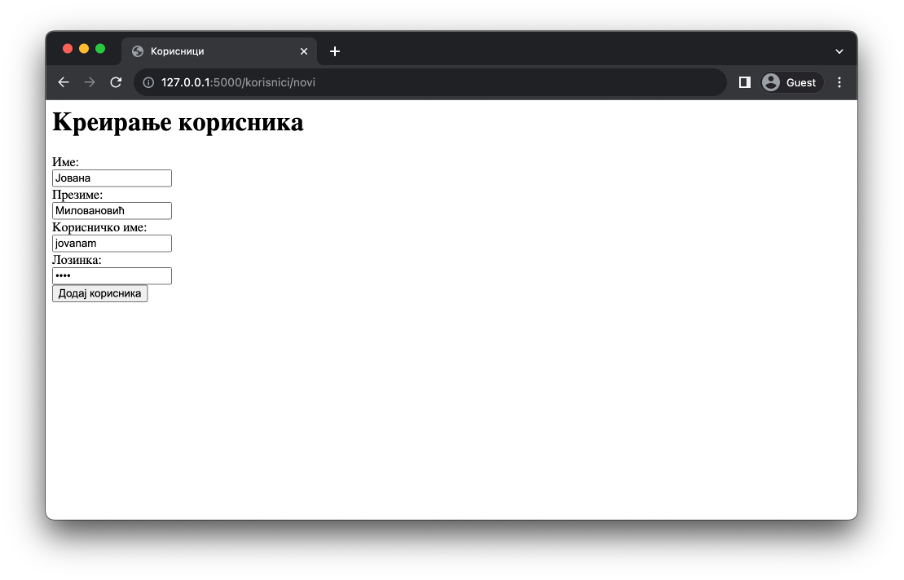 Корисници
127.0.0.1:5000/korisnici/novi
Guest
Креирање корисника
Име:
Јована
Презиме:
Миловановић
Корисничко име:
jovanam
Лозинка:
••••
Додај корисника